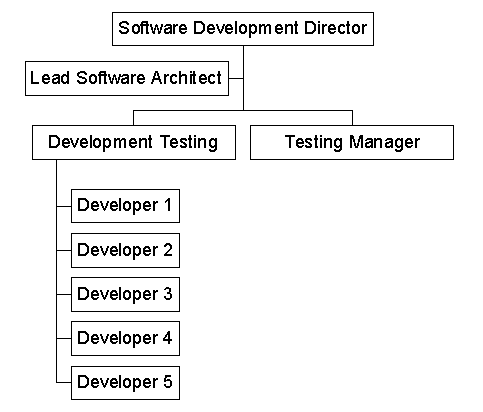 Software Development Director
Lead Software Architect
Development Testing
Testing Manager
Developer 1
Developer 2
Developer 3
Developer 4
Developer 5